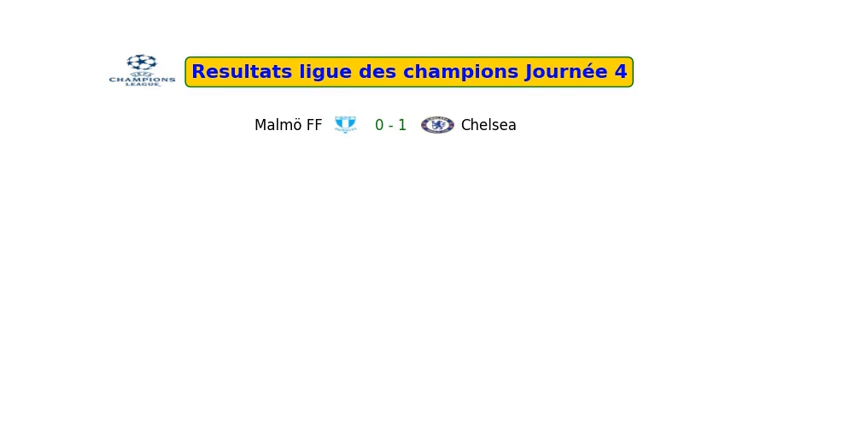 CHAMPIONS
LEAGUE
Resultats ligue des champions Journée 4
Malmö FF 0 - 1 Chelsea